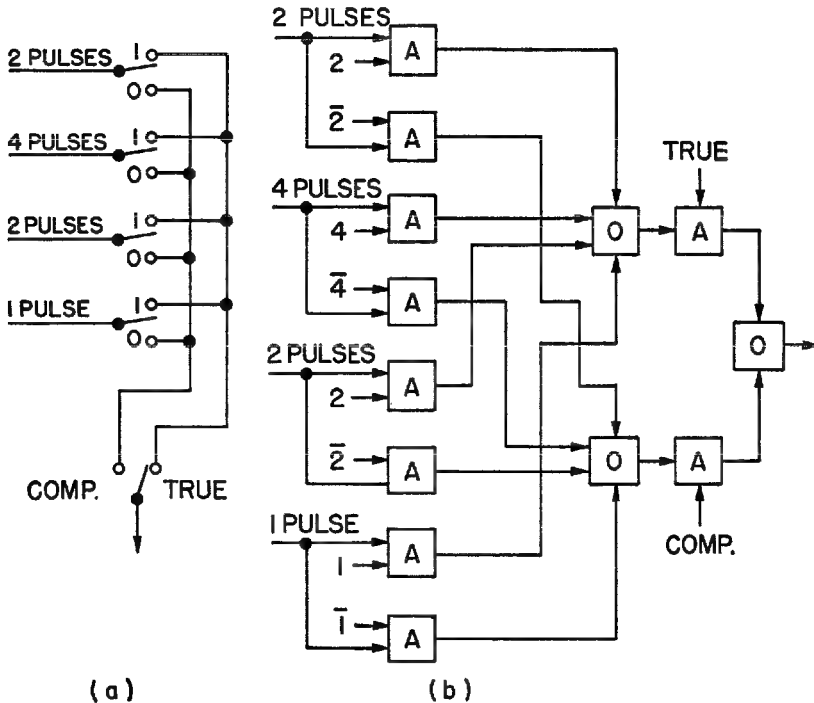 2 PULSES
1
0
4 PULSES
1
0
2 PULSES
1
0
1 PULSE
1
0
COMP.
TRUE
(a)
2 PULSES
A
2
2̅
A
4 PULSES
A
4
4̅
A
2 PULSES
A
2
2̅
A
1 PULSE
A
1
1̅
A
O
O
TRUE
A
A
COMP.
O
(b)